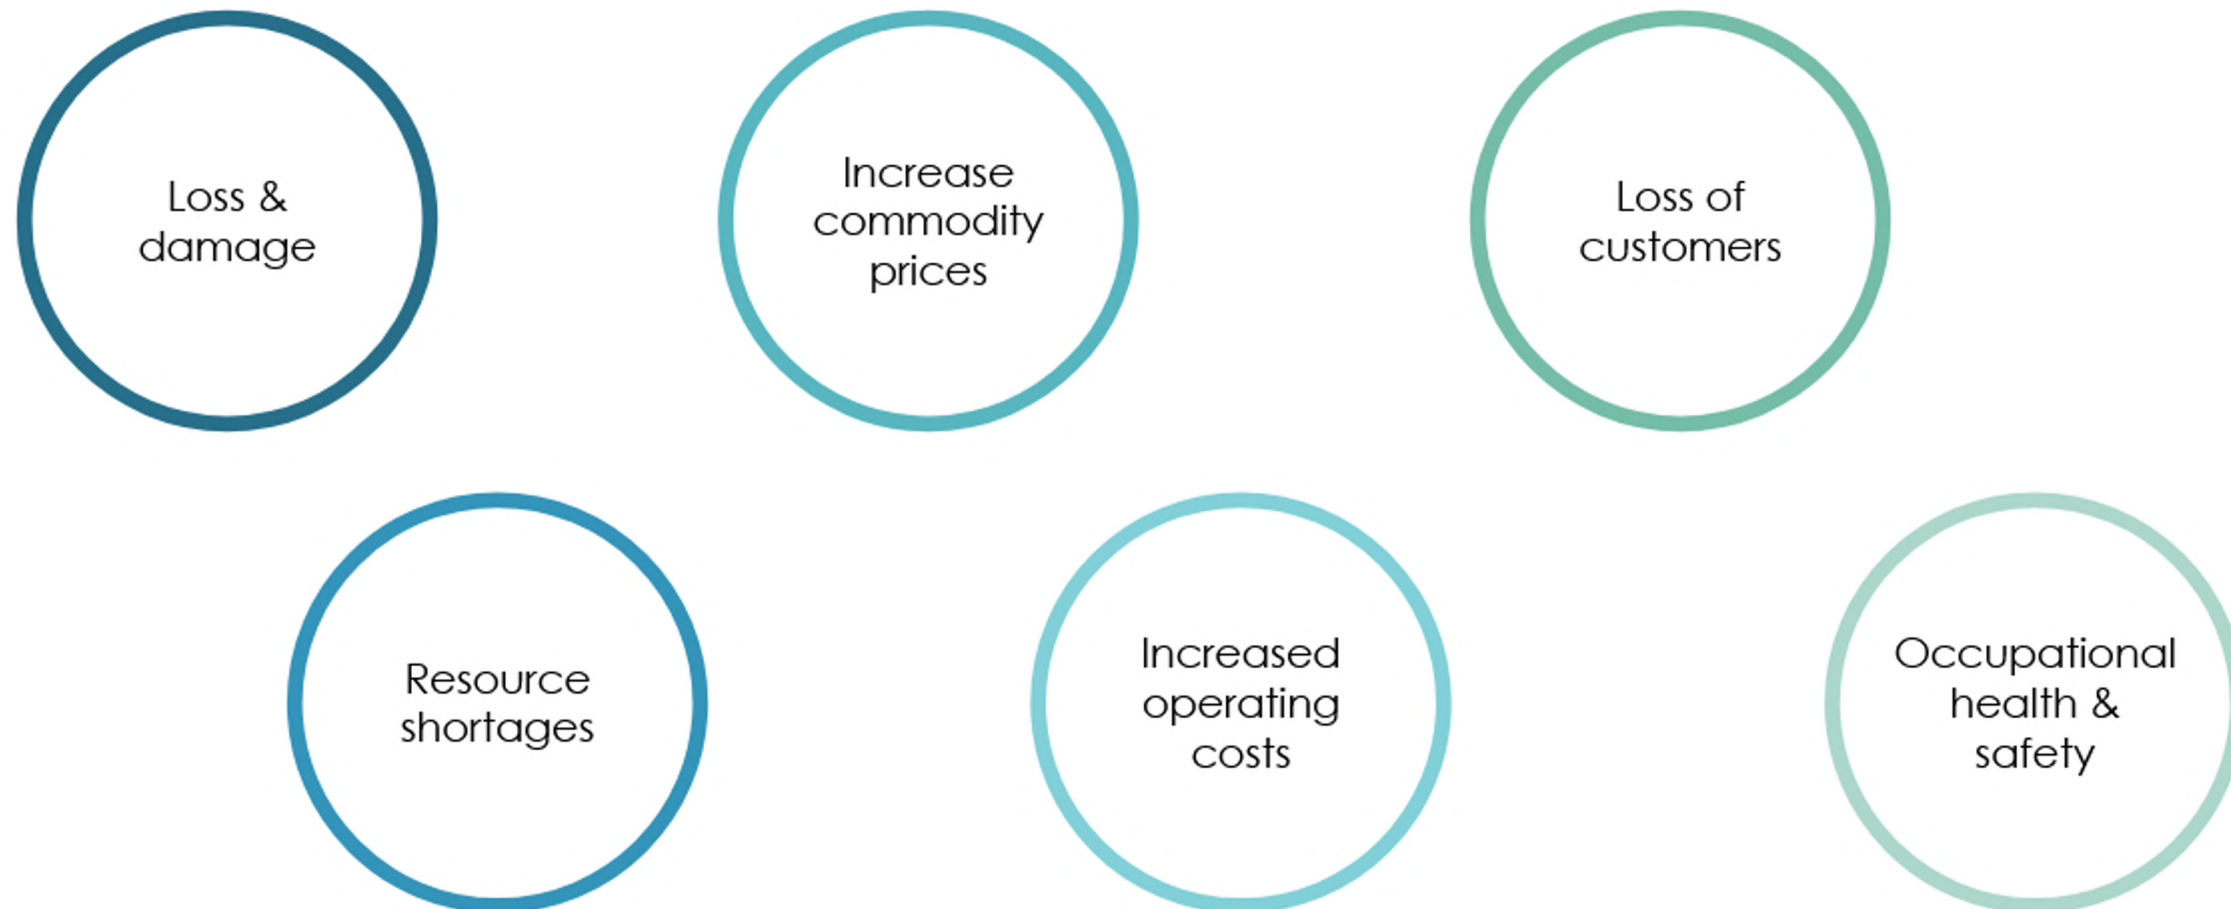 Loss &
damage
Increase
commodity
prices
Loss of
customers
Resource
shortages
Increased
operating
costs
Occupational
health &
safety